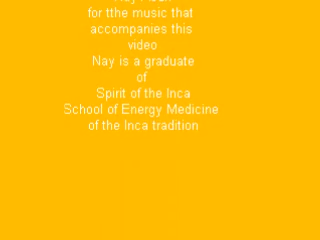 for tthe music that
accompanies this
video
Nay is a graduate
of
Spirit of the Inca
School of Energy Medicine
of the Inca tradition